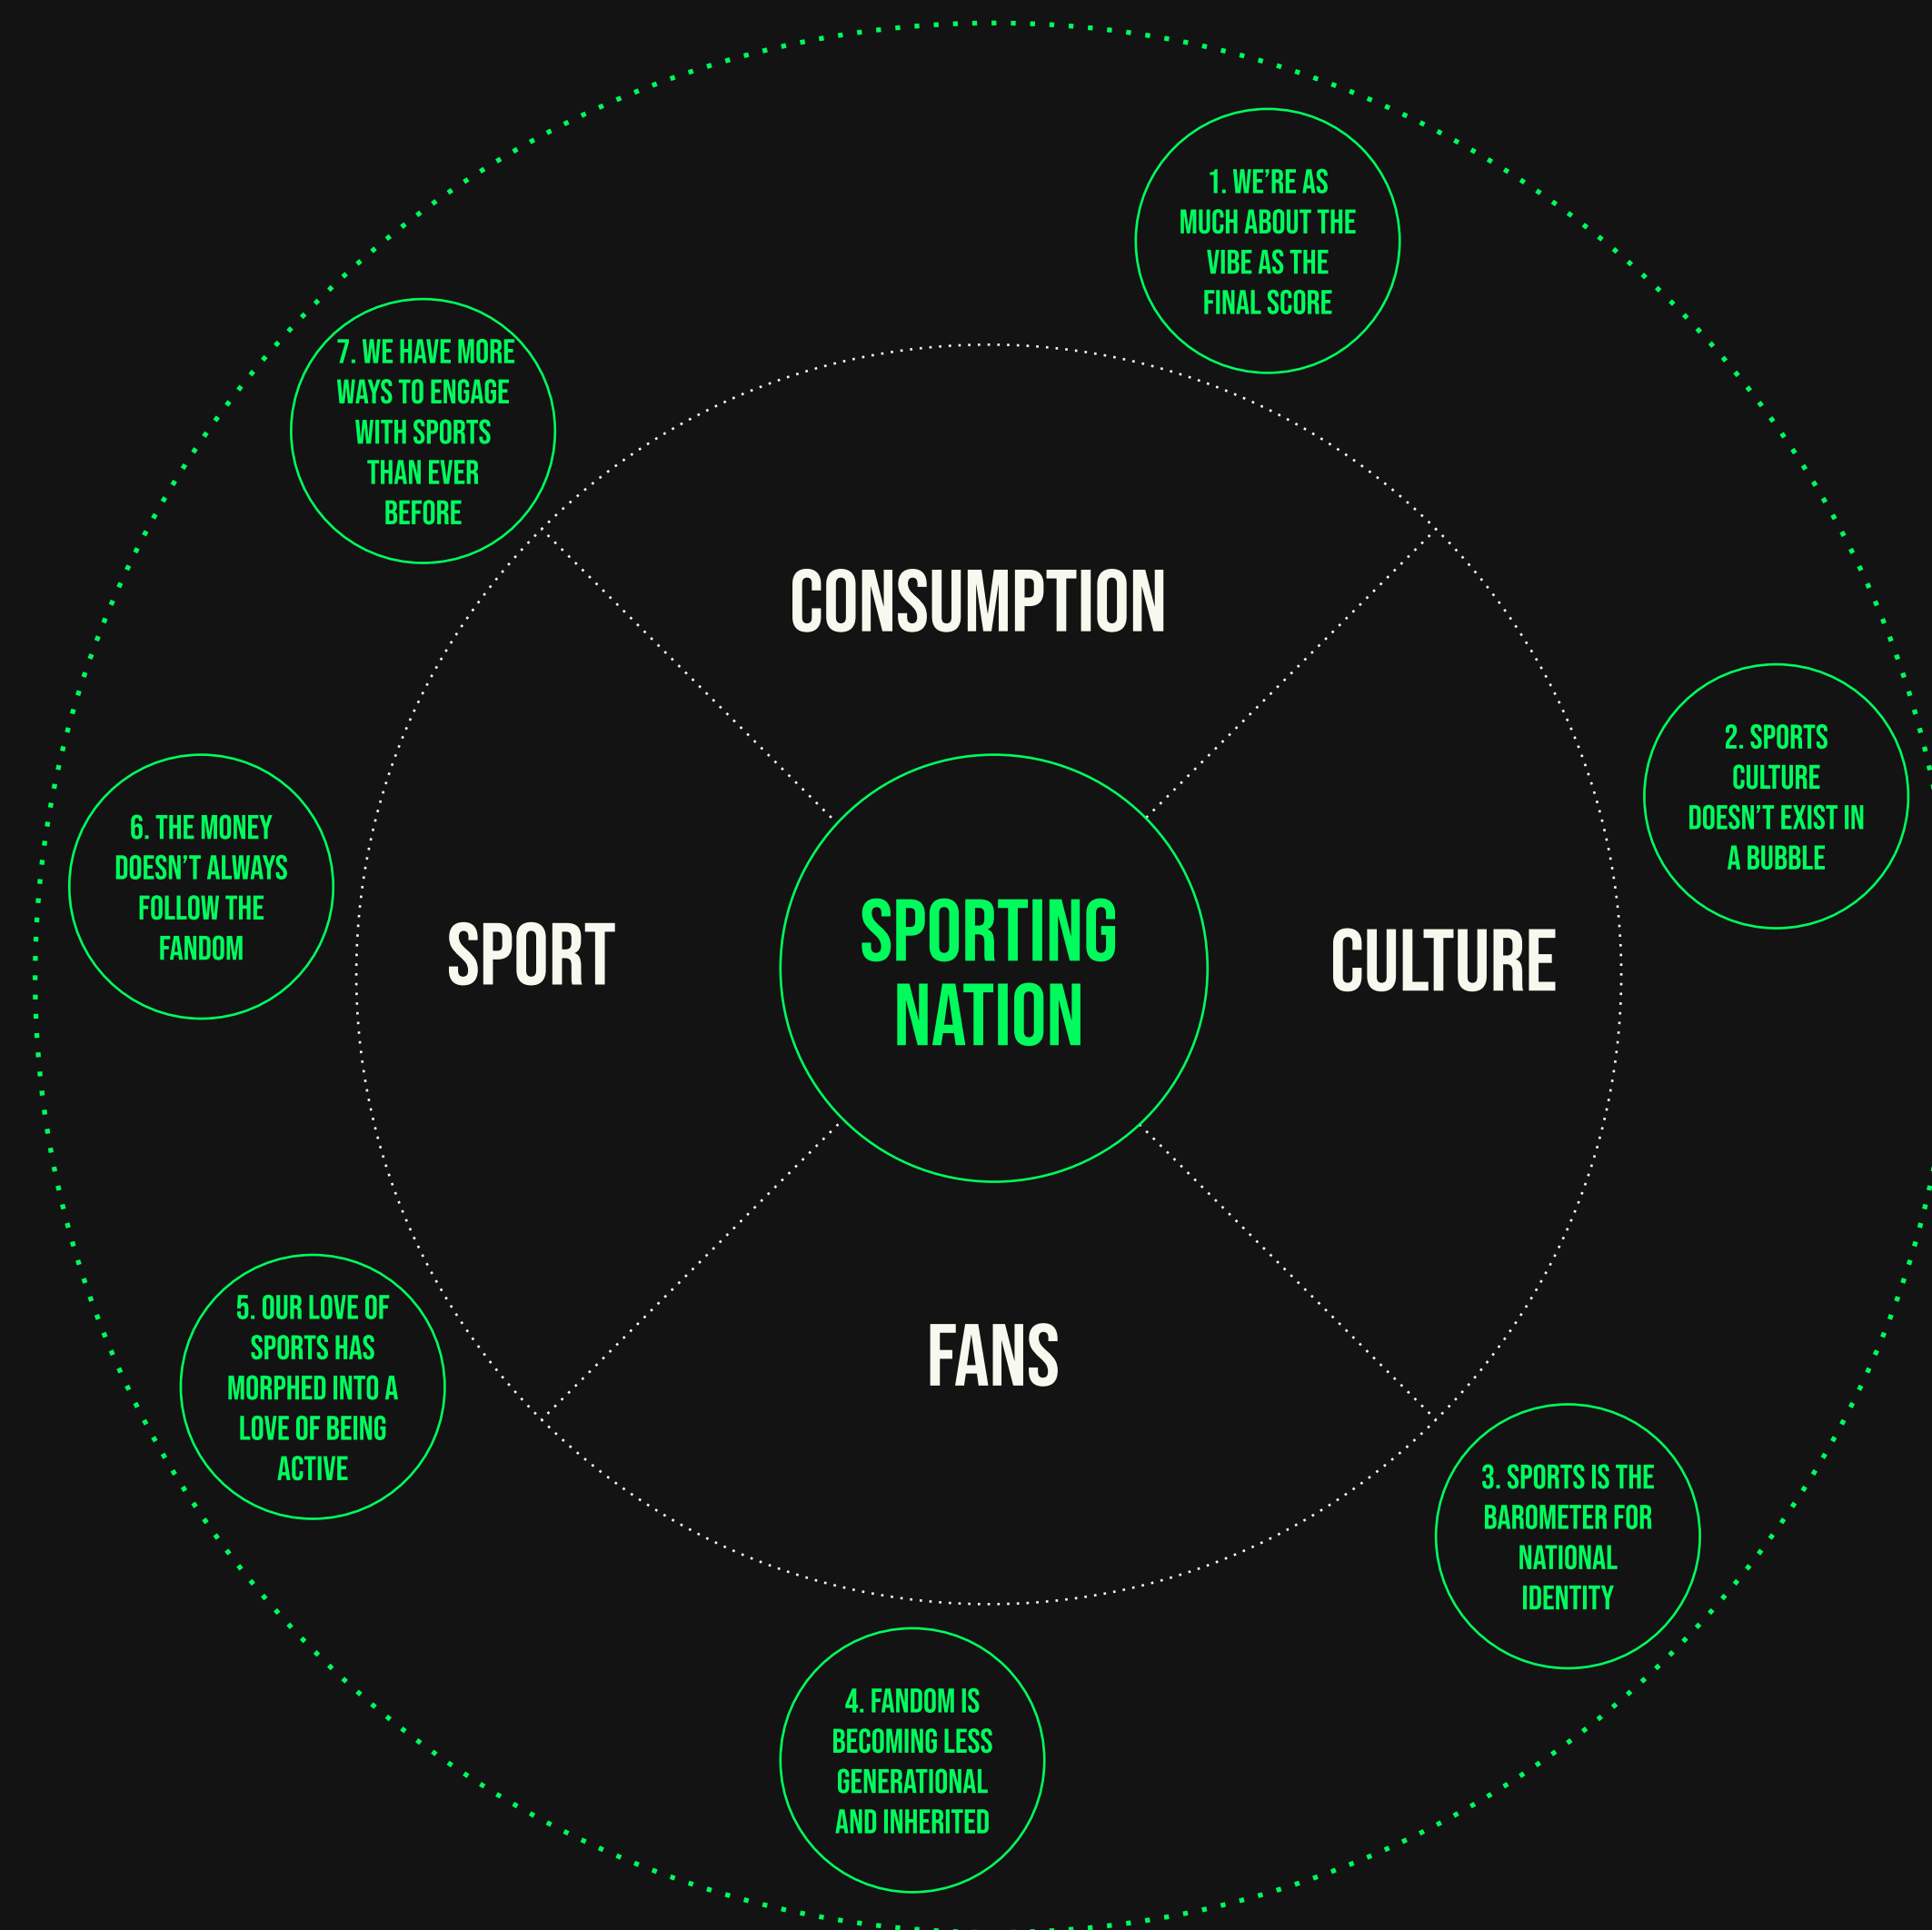 1. WE'RE AS
MUCH ABOUT THE
VIBE AS THE
FINAL SCORE
7. WE HAVE MORE
WAYS TO ENGAGE
WITH SPORTS
THAN EVER
BEFORE
CONSUMPTION
2. SPORTS
CULTURE
DOESN'T EXIST IN
A BUBBLE
6. THE MONEY
DOESN'T ALWAYS
FOLLOW THE
FANDOM
SPORT
SPORTING
NATION
CULTURE
5. OUR LOVE OF
SPORTS HAS
MORPHED INTO A
LOVE OF BEING
ACTIVE
FANS
3. SPORTS IS THE
BAROMETER FOR
NATIONAL
IDENTITY
4. FANDOM IS
BECOMING LESS
GENERATIONAL
AND INHERITED